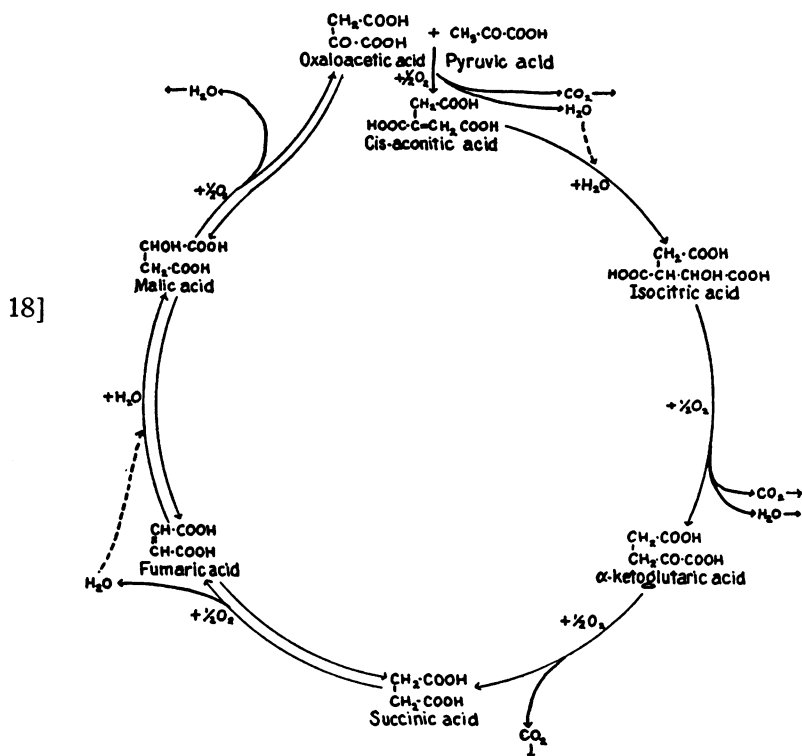 CH₂·COOH
CO·COOH
Oxaloacetic acid
+ CH₃·CO·COOH
Pyruvic acid
+½O₂
CO₂
H₂O
CH₂·COOH
HOOC·C=CH₂COOH
Cis-aconitic acid
+H₂O
CH₂·COOH
HOOC·CH·CHOH·COOH
Isocitric acid
+½O₂
CO₂
H₂O
CH₂·COOH
CH₂·CO·COOH
α-ketoglutaric acid
+½O₂
CO₂
CH₂·COOH
CH₂·COOH
Succinic acid
+½O₂
H₂O
CH·COOH
CH·COOH
Fumaric acid
+H₂O
CHOH·COOH
CH₂·COOH
Malic acid
+½O₂
H₂O
18]